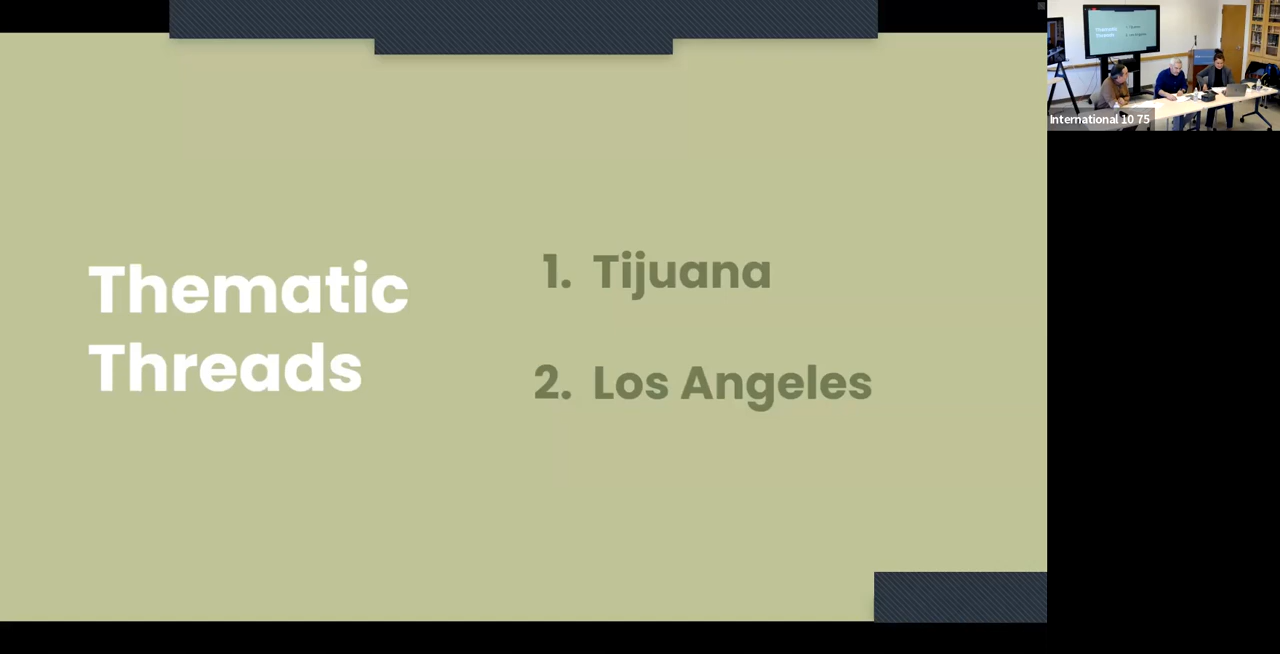 Thematic
Threads
1. Tijuana
2. Los Angeles
International 10 75